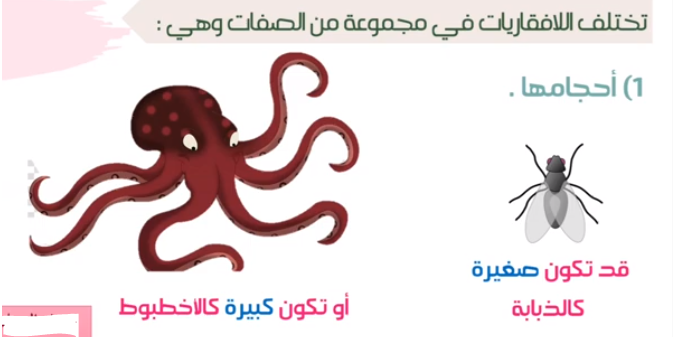 تختلف اللافقاريات في مجموعة من الصفات وهي :
1) أحجامها .
قد تكون صغيرة
كالذبابة
أو تكون كبيرة كالاخطبوط